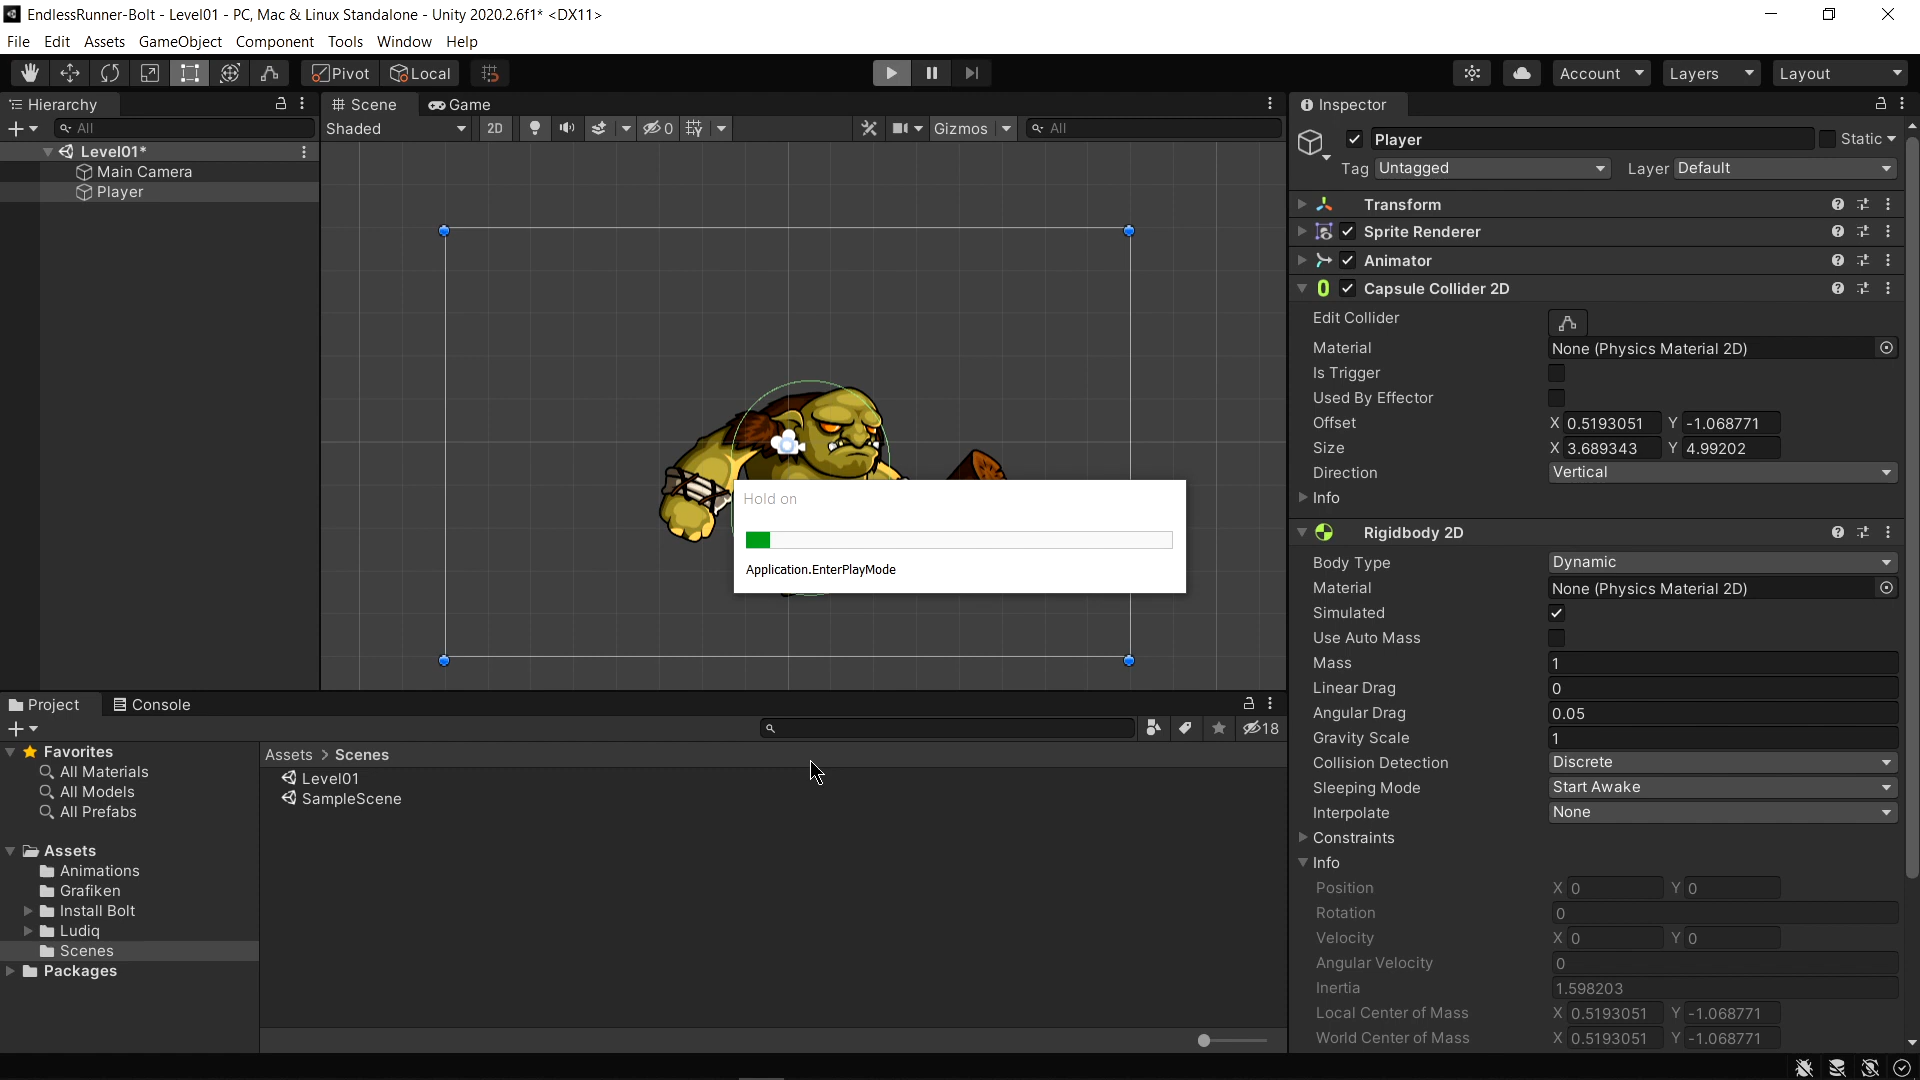 EndlessRunner-Bolt - Level01 - PC, Mac & Linux Standalone - Unity 2020.2.6f1* <DX11>
File Edit Assets GameObject Component Tools Window Help
Pivot Local Account Layers Layout
Hierarchy
All
Level01*
Main Camera
Player
Scene Game
Shaded 2D 0 Gizmos All
Hold on
Application.EnterPlayMode
Inspector
Player Static
Tag Untagged Layer Default
Transform
Sprite Renderer
Animator
Capsule Collider 2D
Edit Collider
Material None (Physics Material 2D)
Is Trigger
Used By Effector
Offset X 0.5193051 Y -1.068771
Size X 3.689343 Y 4.99202
Direction Vertical
Info
Rigidbody 2D
Body Type Dynamic
Material None (Physics Material 2D)
Simulated
Use Auto Mass
Mass 1
Linear Drag 0
Angular Drag 0.05
Gravity Scale 1
Collision Detection Discrete
Sleeping Mode Start Awake
Interpolate None
Constraints
Info
Position X 0 Y 0
Rotation 0
Velocity X 0 Y 0
Angular Velocity 0
Inertia 1.598203
Local Center of Mass X 0.5193051 Y -1.068771
World Center of Mass X 0.5193051 Y -1.068771
Project Console
18
Favorites
All Materials
All Models
All Prefabs
Assets
Animations
Grafiken
Install Bolt
Ludiq
Scenes
Packages
Assets > Scenes
Level01
SampleScene